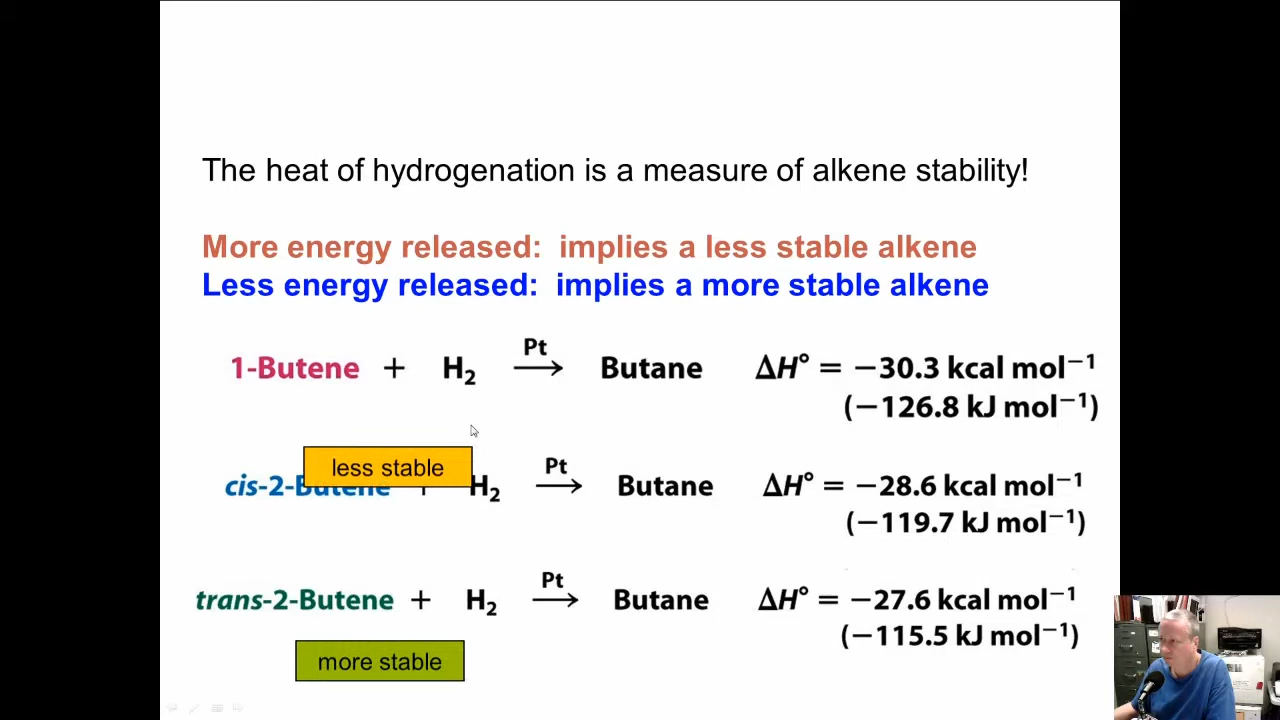 The heat of hydrogenation is a measure of alkene stability!
More energy released: implies a less stable alkene
Less energy released: implies a more stable alkene
1-Butene + H₂ Pt → Butane ΔH° = −30.3 kcal mol⁻¹
(−126.8 kJ mol⁻¹)
less stable
cis-2-Butene + H₂ Pt → Butane ΔH° = −28.6 kcal mol⁻¹
(−119.7 kJ mol⁻¹)
trans-2-Butene + H₂ Pt → Butane ΔH° = −27.6 kcal mol⁻¹
(−115.5 kJ mol⁻¹)
more stable